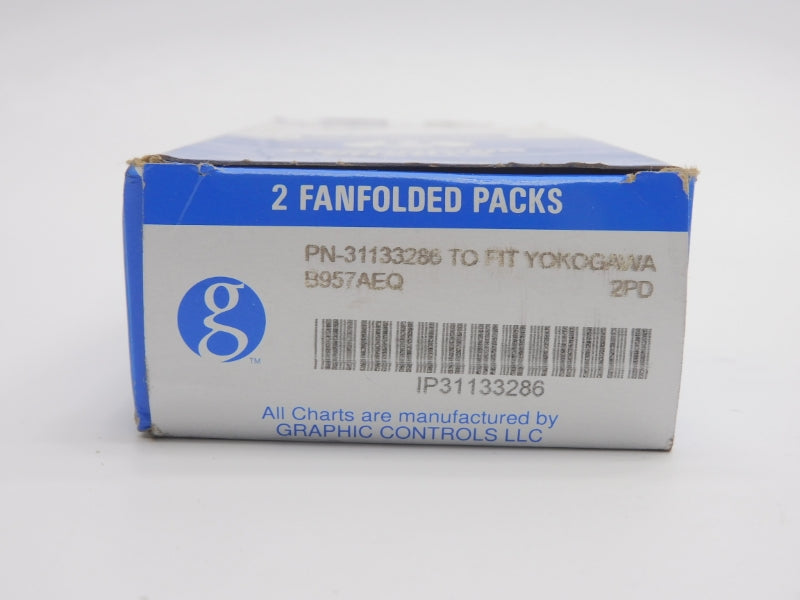 2 FANFOLDED PACKS
PN-31133286 TO FIT YOKOGAWA
B957AEQ 2PD
g
TM
IP31133286
All Charts are manufactured by
GRAPHIC CONTROLS LLC